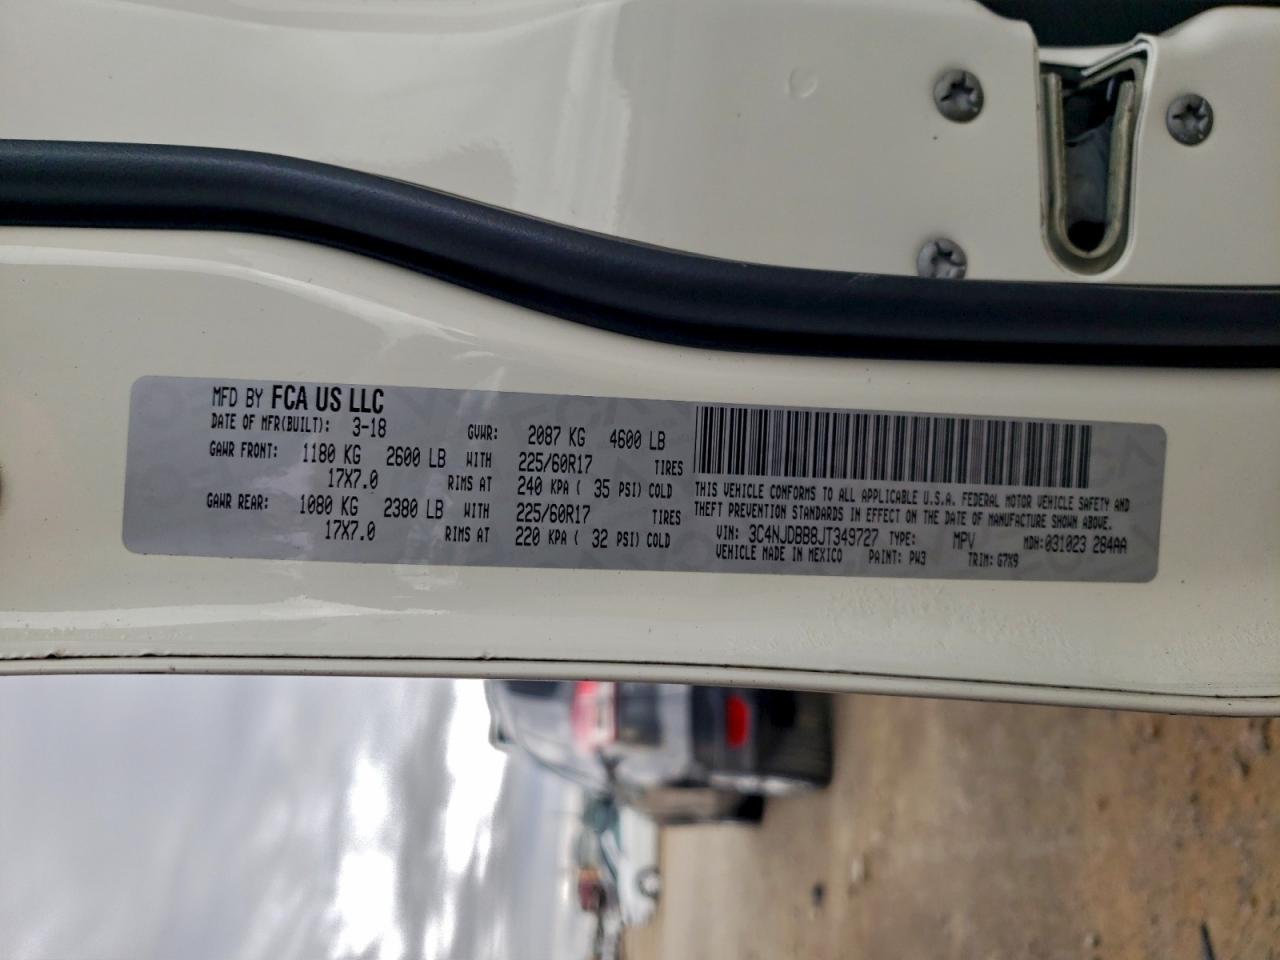 MFD BY FCA US LLC
DATE OF MFR(BUILT): 3-18 GVWR: 2087 KG 4600 LB
GAWR FRONT: 1180 KG 2600 LB WITH 225/60R17 TIRES
17X7.0 RIMS AT 240 KPA ( 35 PSI) COLD
GAWR REAR: 1080 KG 2380 LB WITH 225/60R17 TIRES
17X7.0 RIMS AT 220 KPA ( 32 PSI) COLD
THIS VEHICLE CONFORMS TO ALL APPLICABLE U.S.A. FEDERAL MOTOR VEHICLE SAFETY AND
THEFT PREVENTION STANDARDS IN EFFECT ON THE DATE OF MANUFACTURE SHOWN ABOVE.
VIN: 3C4NJDBB8JT349727 TYPE: MPV MDH: 031023 284AA
VEHICLE MADE IN MEXICO PAINT: PW3 TRIM: G7X9